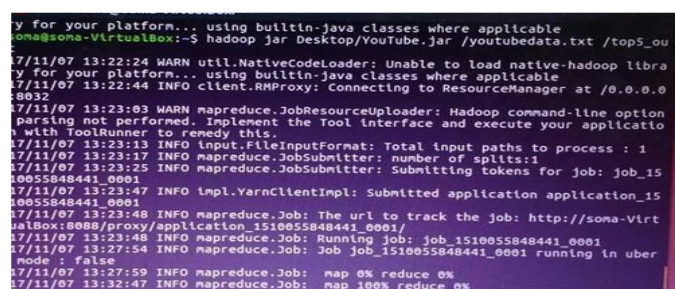 ry for your platform... using builtin-java classes where applicable
soma@soma-VirtualBox:~$ hadoop jar Desktop/YouTube.jar /youtubedata.txt /top5_ou
t
17/11/07 13:22:24 WARN util.NativeCodeLoader: Unable to load native-hadoop libra
ry for your platform... using builtin-java classes where applicable
17/11/07 13:22:44 INFO client.RMProxy: Connecting to ResourceManager at /0.0.0.0
:8032
17/11/07 13:23:03 WARN mapreduce.JobResourceUploader: Hadoop command-line option
parsing not performed. Implement the Tool interface and execute your applicatio
n with ToolRunner to remedy this.
17/11/07 13:23:13 INFO input.FileInputFormat: Total input paths to process : 1
17/11/07 13:23:17 INFO mapreduce.JobSubmitter: number of splits:1
17/11/07 13:23:25 INFO mapreduce.JobSubmitter: Submitting tokens for job: job_15
10055848441_0001
17/11/07 13:23:47 INFO impl.YarnClientImpl: Submitted application application_15
10055848441_0001
17/11/07 13:23:48 INFO mapreduce.Job: The url to track the job: http://soma-Virt
ualBox:8088/proxy/application_1510055848441_0001/
17/11/07 13:23:48 INFO mapreduce.Job: Running job: job_1510055848441_0001
17/11/07 13:27:54 INFO mapreduce.Job: Job job_1510055848441_0001 running in uber
mode : false
17/11/07 13:27:59 INFO mapreduce.Job: map 0% reduce 0%
17/11/07 13:32:47 INFO mapreduce.Job: map 100% reduce 0%